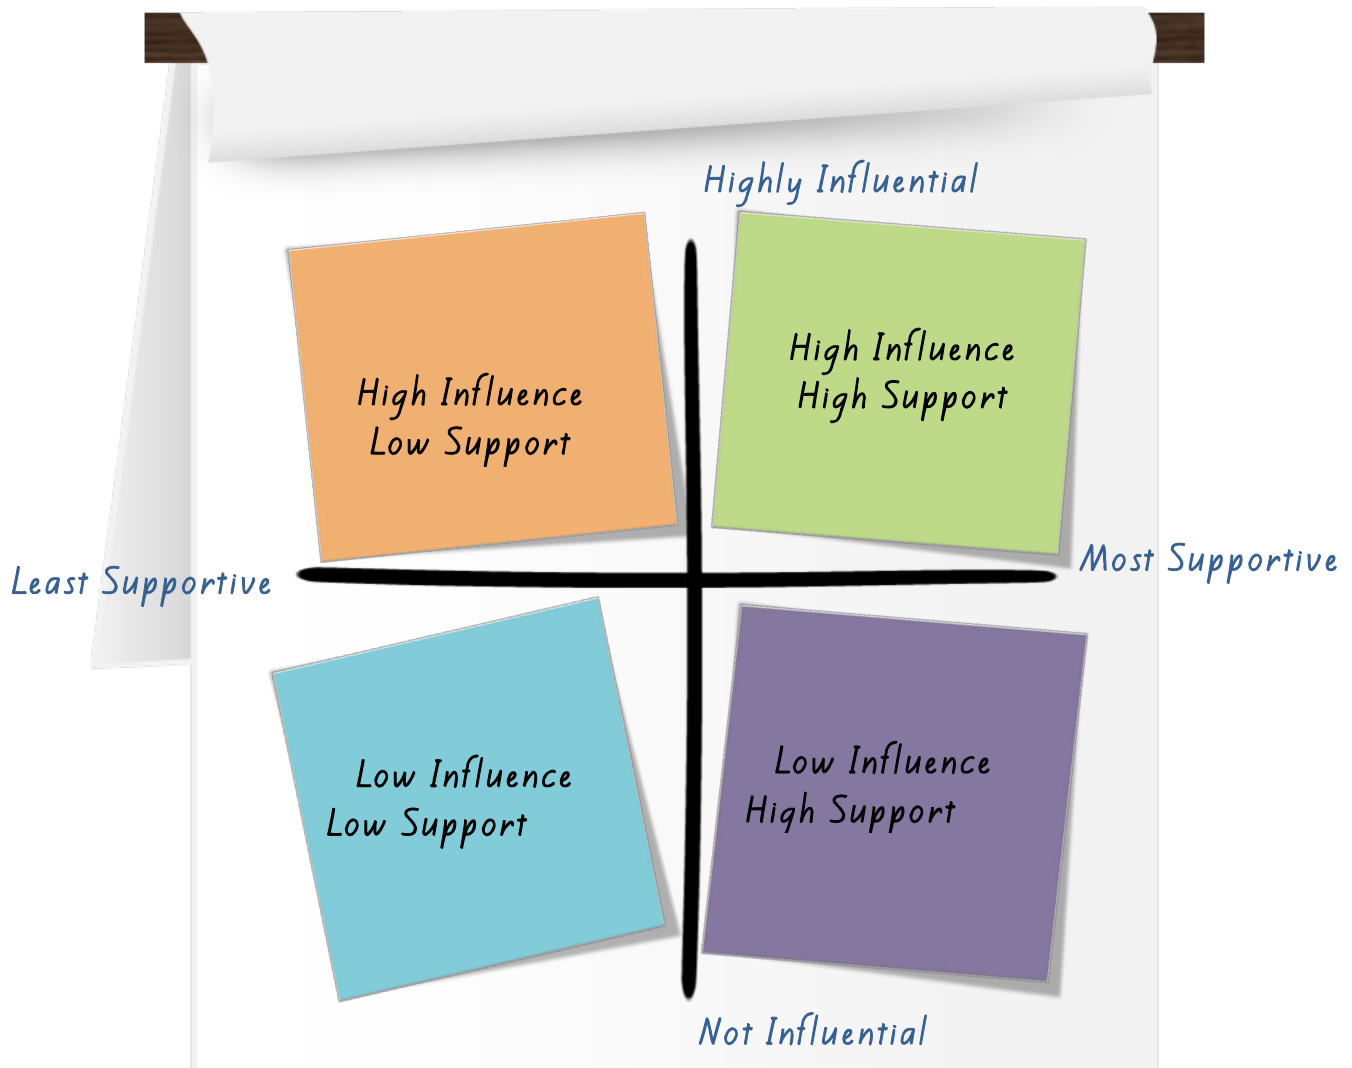 Highly Influential
High Influence
Low Support
High Influence
High Support
Least Supportive
Most Supportive
Low Influence
Low Support
Low Influence
High Support
Not Influential